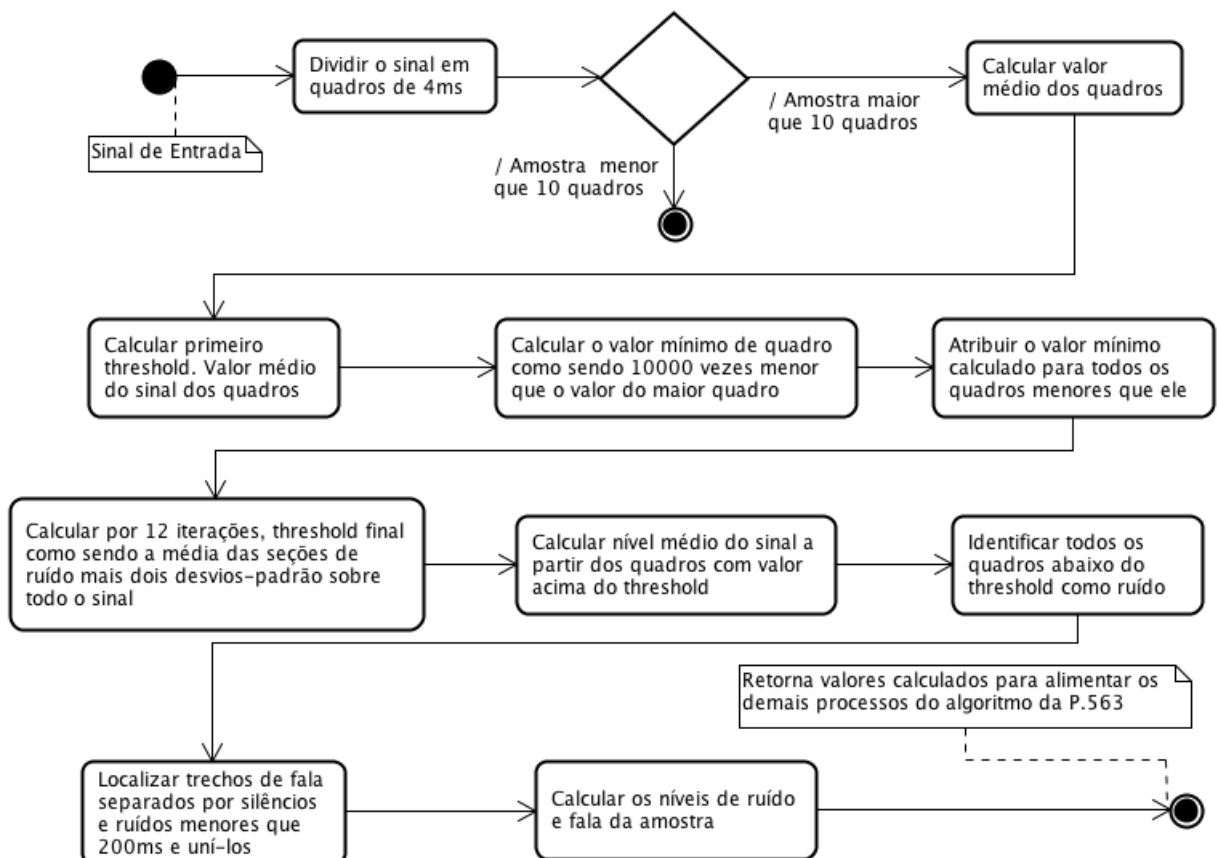 Dividir o sinal em
quadros de 4ms
Calcular valor
médio dos quadros
/ Amostra maior
que 10 quadros
Sinal de Entrada
/ Amostra menor
que 10 quadros
Calcular primeiro
threshold. Valor médio
do sinal dos quadros
Calcular o valor mínimo de quadro
como sendo 10000 vezes menor
que o valor do maior quadro
Atribuir o valor mínimo
calculado para todos os
quadros menores que ele
Calcular por 12 iterações, threshold final
como sendo a média das seções de
ruído mais dois desvios-padrão sobre
todo o sinal
Calcular nível médio do sinal a
partir dos quadros com valor
acima do threshold
Identificar todos os
quadros abaixo do
threshold como ruído
Retorna valores calculados para alimentar os
demais processos do algoritmo da P.563
Localizar trechos de fala
separados por silêncios
e ruídos menores que
200ms e uní-los
Calcular os níveis de ruído
e fala da amostra